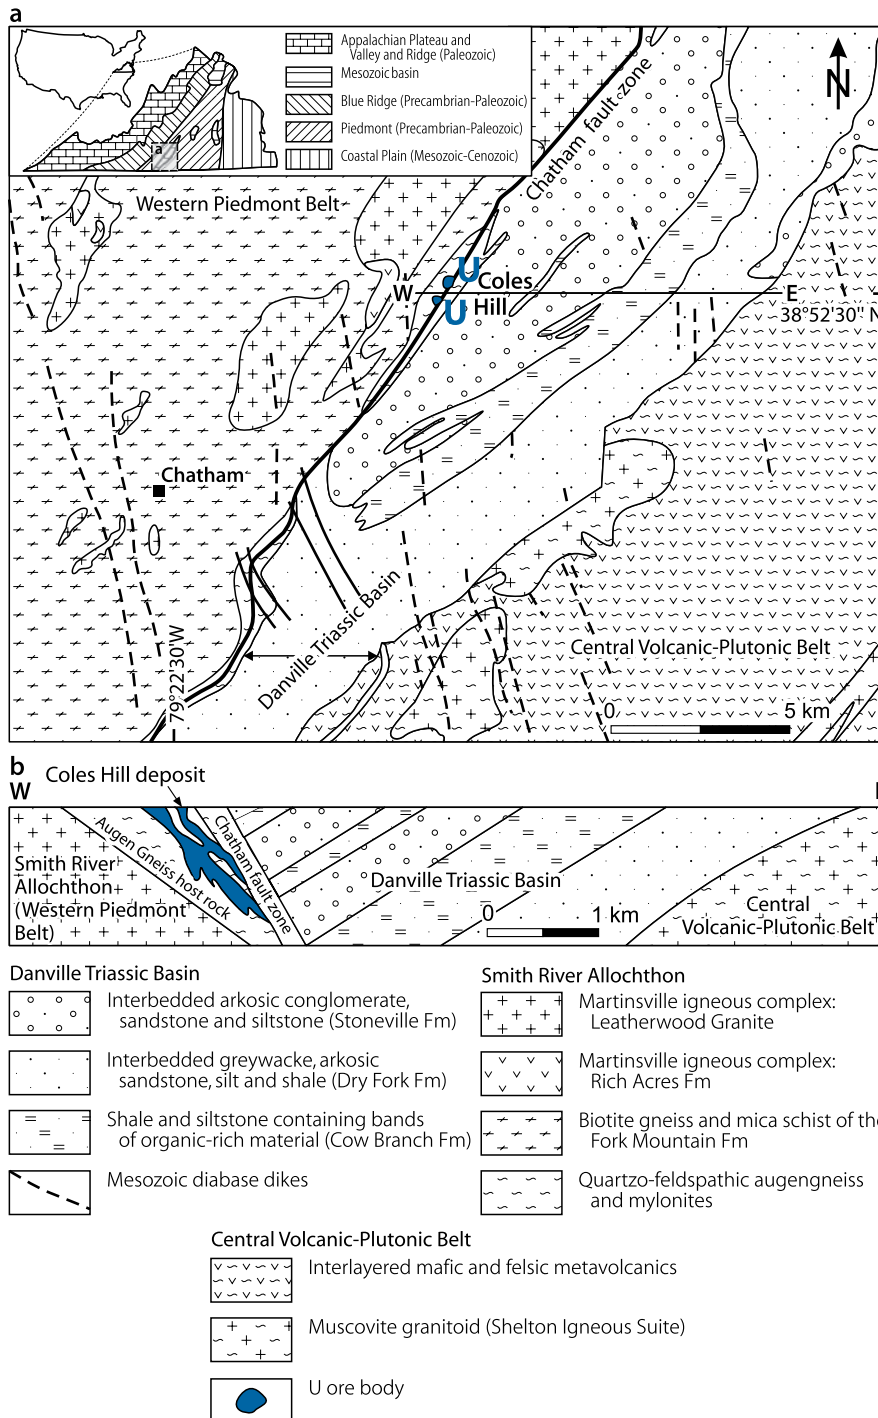 a
Appalachian Plateau and
Valley and Ridge (Paleozoic)
Mesozoic basin
Blue Ridge (Precambrian-Paleozoic)
Piedmont (Precambrian-Paleozoic)
Coastal Plain (Mesozoic-Cenozoic)
a
N
Chatham fault zone
Western Piedmont Belt
U
Coles
W
E
Hill
U
38°52'30" N
Chatham
79°22'30"W
Danville Triassic Basin
Central Volcanic-Plutonic Belt
0 5 km
b
Coles Hill deposit
W
Augen Gneiss host rock
Chatham fault zone
Smith River
Allochthon
(Western Piedmont
Belt)
Danville Triassic Basin
0 1 km
Central
Volcanic-Plutonic Belt
Danville Triassic Basin
Interbedded arkosic conglomerate,
sandstone and siltstone (Stoneville Fm)
Interbedded greywacke, arkosic
sandstone, silt and shale (Dry Fork Fm)
Shale and siltstone containing bands
of organic-rich material (Cow Branch Fm)
Mesozoic diabase dikes
Smith River Allochthon
Martinsville igneous complex:
Leatherwood Granite
Martinsville igneous complex:
Rich Acres Fm
Biotite gneiss and mica schist of the
Fork Mountain Fm
Quartzo-feldspathic augengneiss
and mylonites
Central Volcanic-Plutonic Belt
Interlayered mafic and felsic metavolcanics
Muscovite granitoid (Shelton Igneous Suite)
U ore body